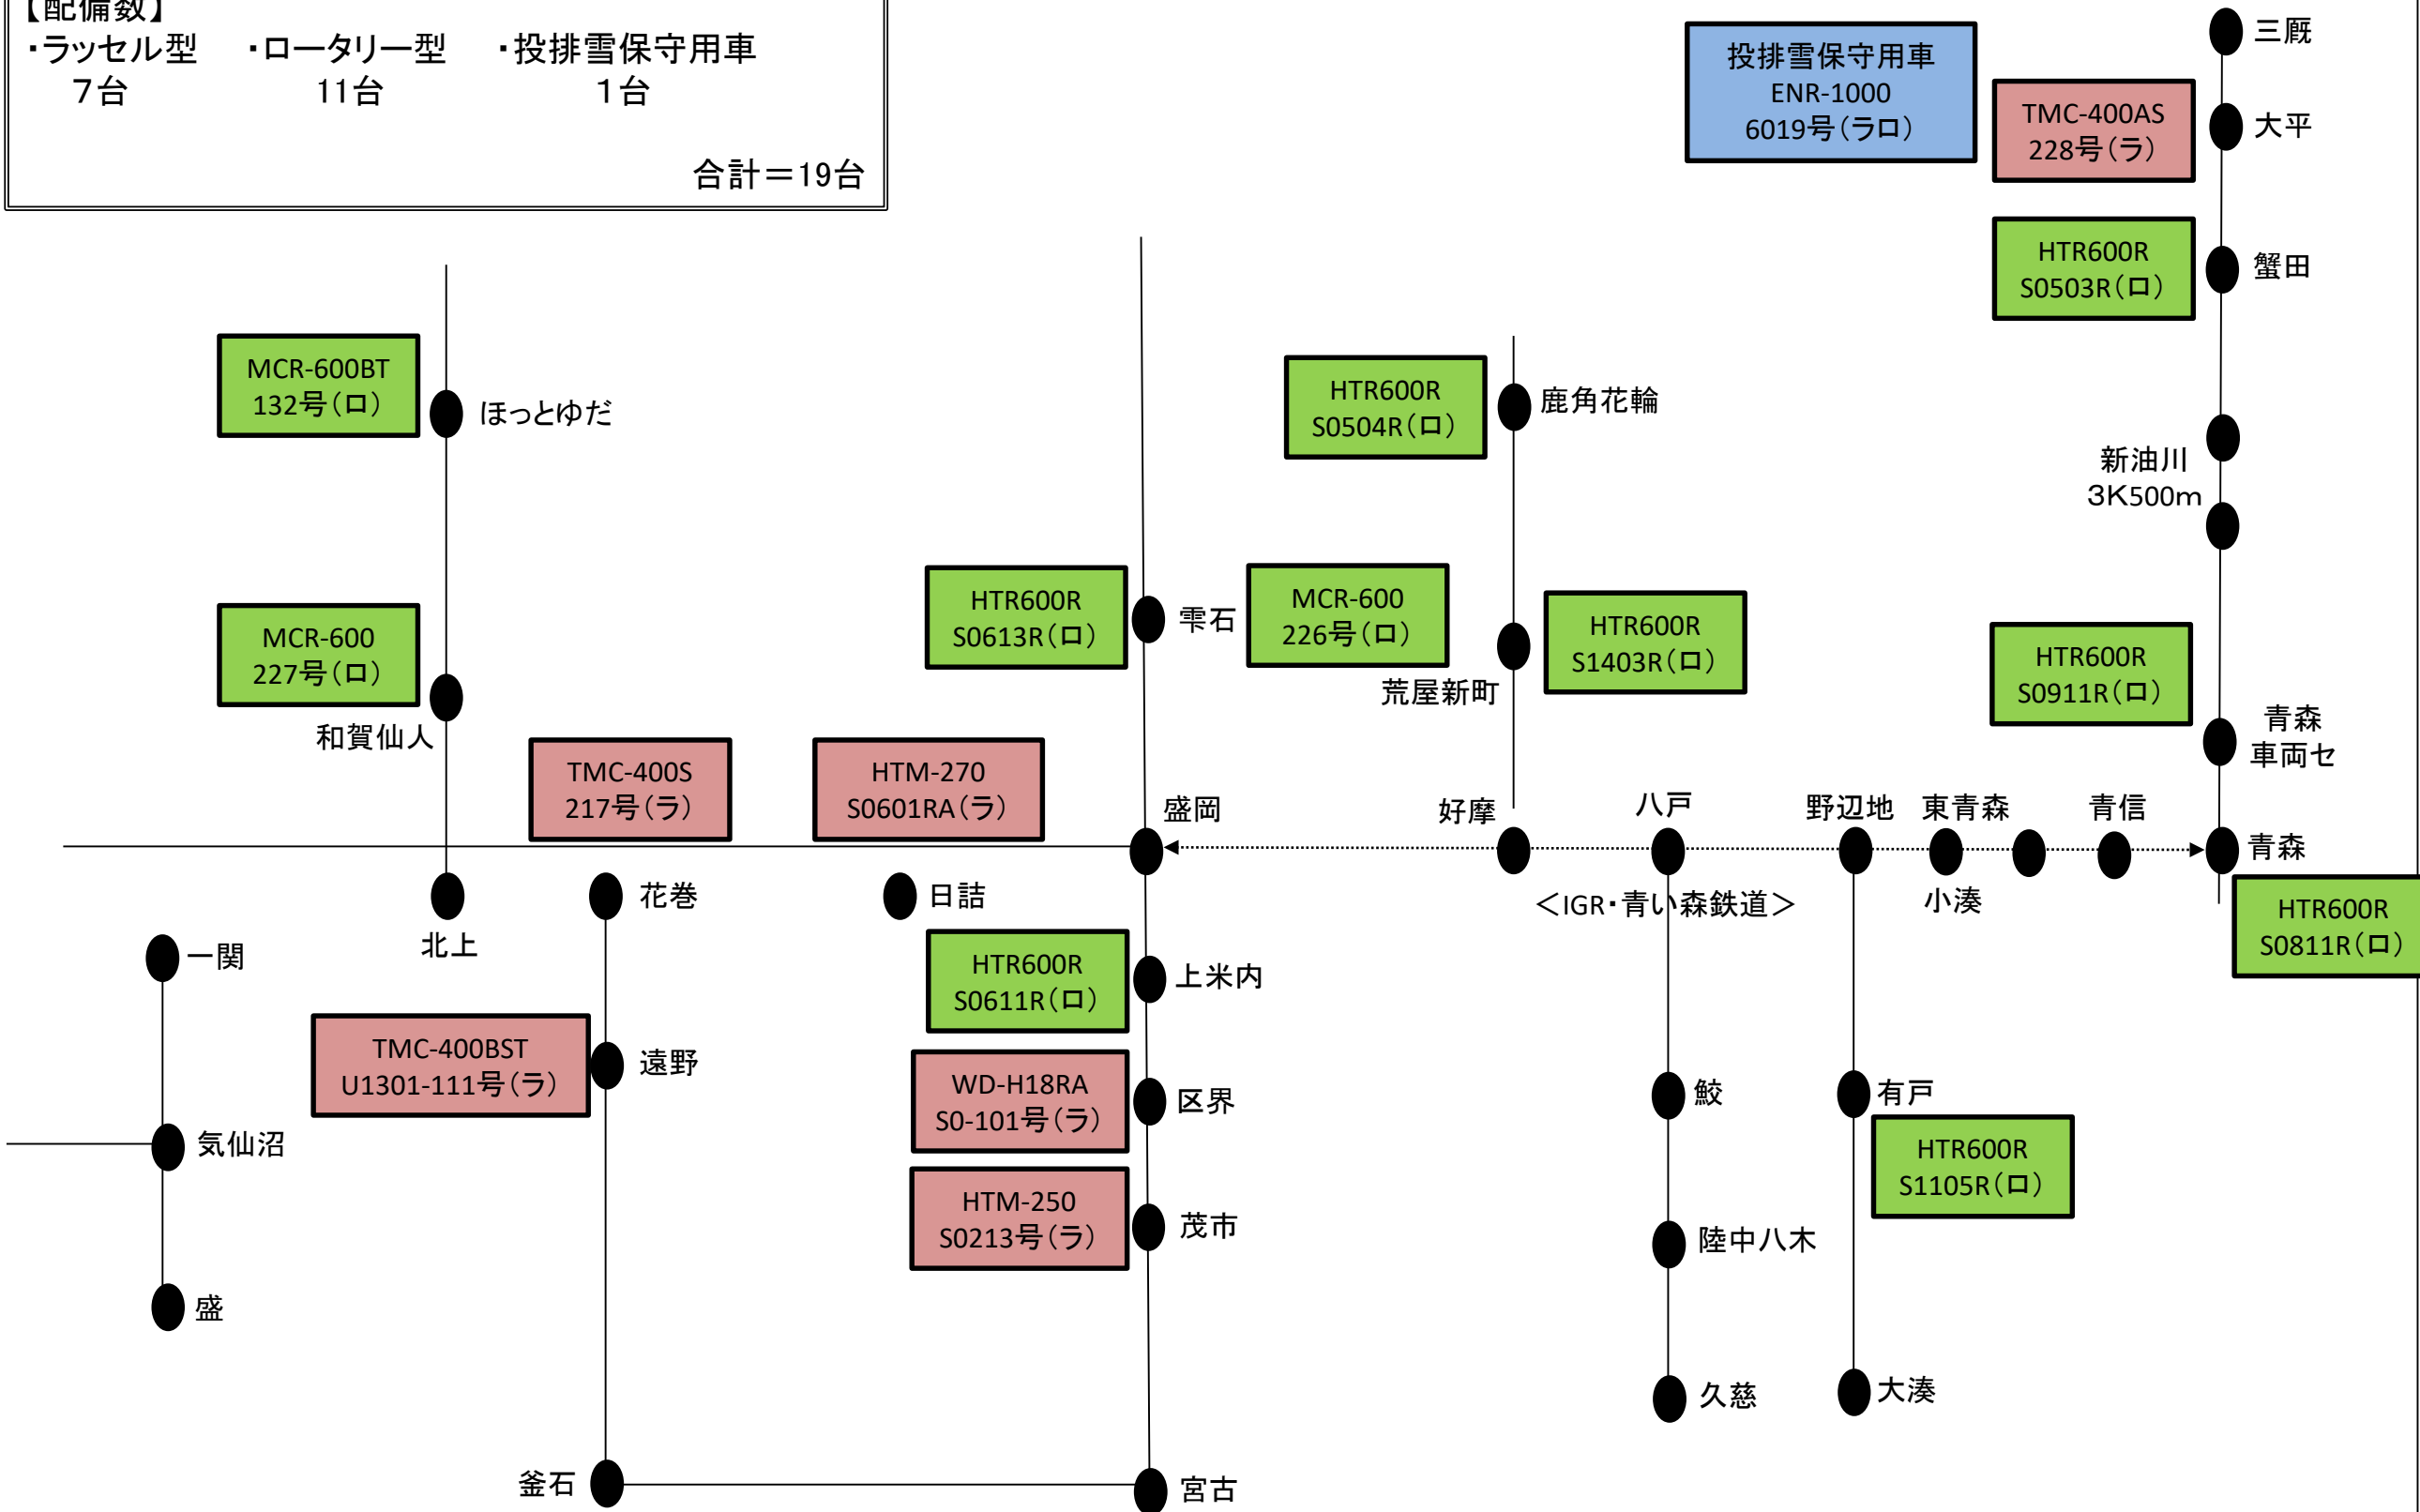 【配備数】
・ラッセル型　・ロータリー型　・投排雪保守用車
7台　11台　1台
合計＝19台
三厩
投排雪保守用車
ENR-1000
6019号（ラロ）
TMC-400AS
228号（ラ）
大平
HTR600R
S0503R（ロ）
蟹田
MCR-600BT
132号（ロ）
ほっとゆだ
HTR600R
S0504R（ロ）
鹿角花輪
新油川
3K500m
MCR-600
227号（ロ）
和賀仙人
HTR600R
S0613R（ロ）
雫石
MCR-600
226号（ロ）
荒屋新町
HTR600R
S1403R（ロ）
HTR600R
S0911R（ロ）
青森
車両セ
TMC-400S
217号（ラ）
HTM-270
S0601RA（ラ）
盛岡
好摩
八戸
野辺地
東青森
青信
青森
＜IGR・青い森鉄道＞
小湊
HTR600R
S0811R（ロ）
北上
花巻
日詰
一関
HTR600R
S0611R（ロ）
上米内
TMC-400BST
U1301-111号（ラ）
遠野
WD-H18RA
S0-101号（ラ）
区界
鮫
有戸
気仙沼
HTM-250
S0213号（ラ）
茂市
HTR600R
S1105R（ロ）
陸中八木
盛
久慈
大湊
釜石
宮古